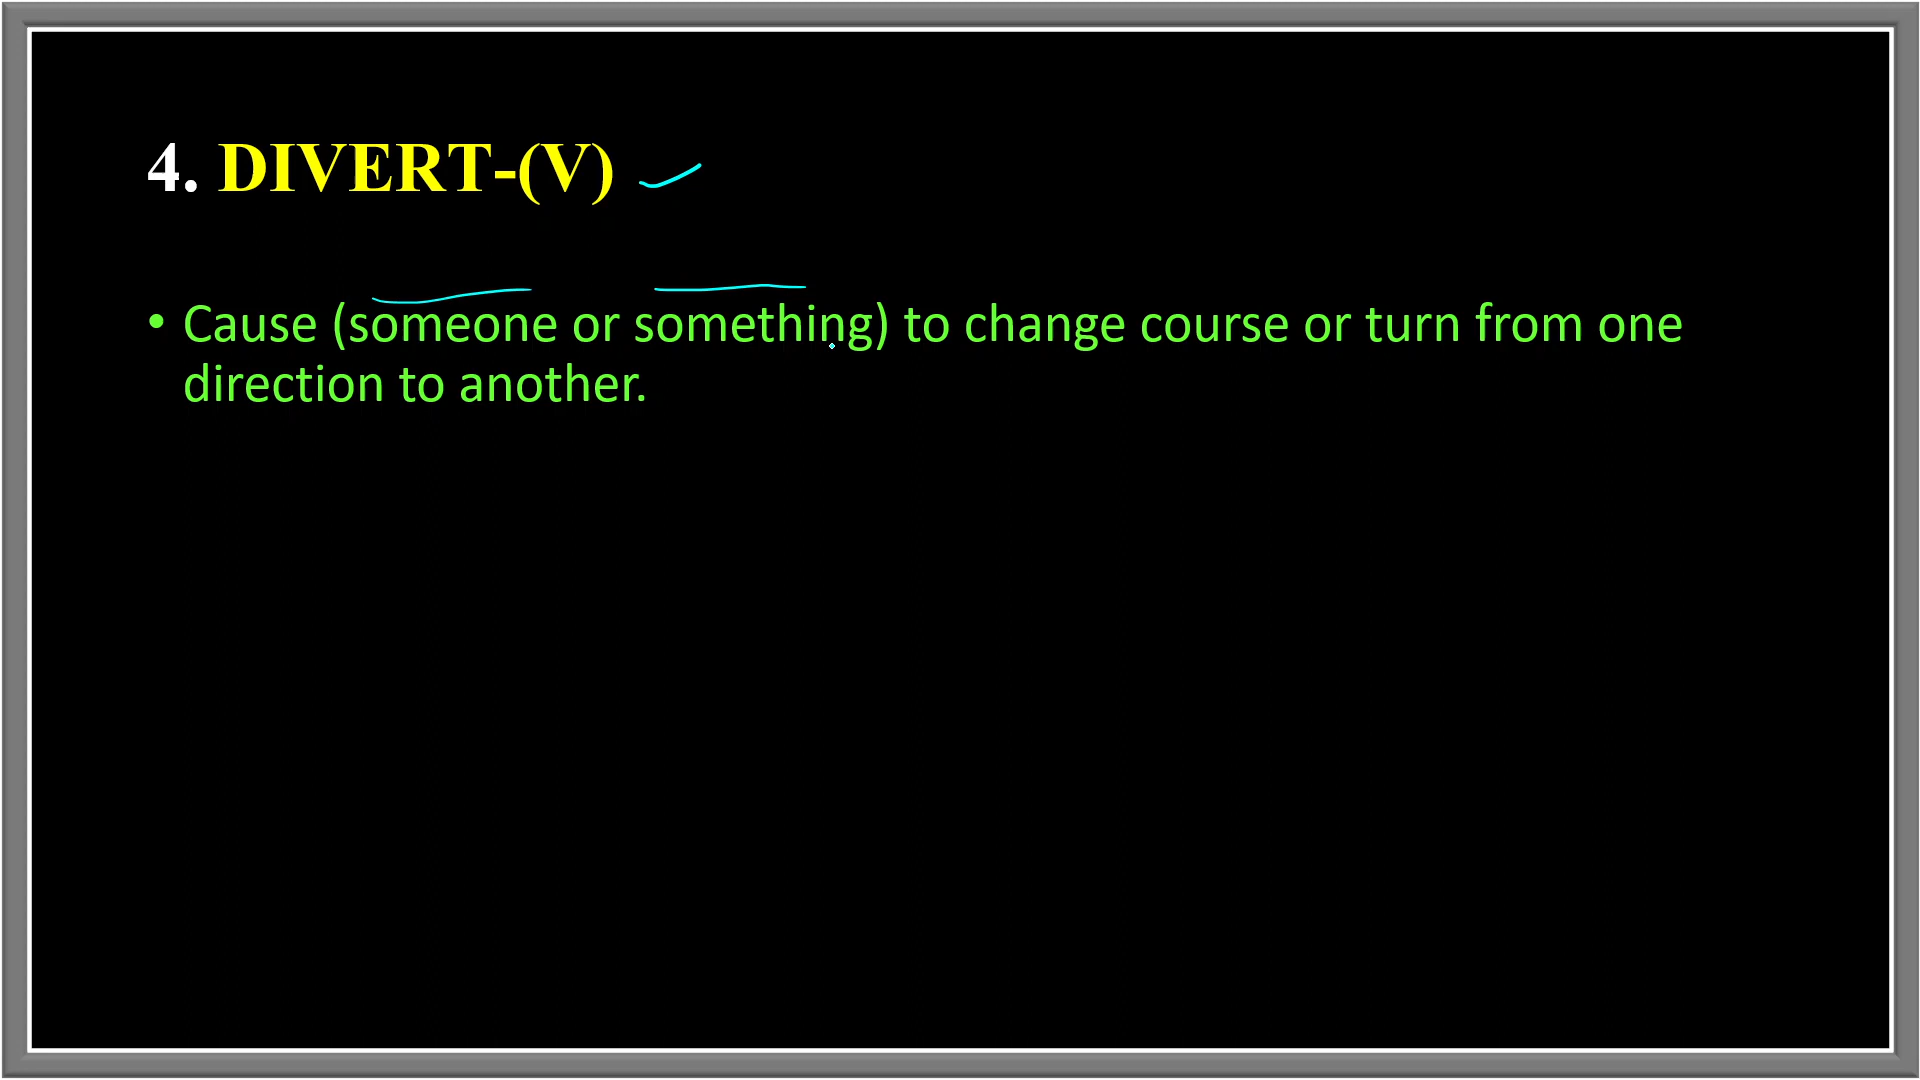 4. DIVERT-(V)
• Cause (someone or something) to change course or turn from one
direction to another.